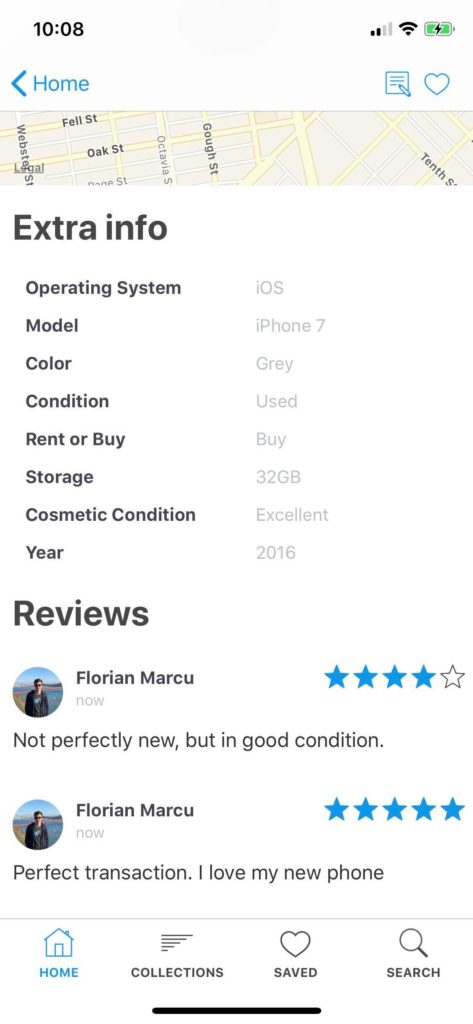 10:08
Home
Fell St
Webster St
Oak St
Octavia S
Gough St
Tenth S
Legal
Page St
Extra info
Operating System iOS
Model iPhone 7
Color Grey
Condition Used
Rent or Buy Buy
Storage 32GB
Cosmetic Condition Excellent
Year 2016
Reviews
Florian Marcu
now
Not perfectly new, but in good condition.
Florian Marcu
now
Perfect transaction. I love my new phone
HOME COLLECTIONS SAVED SEARCH